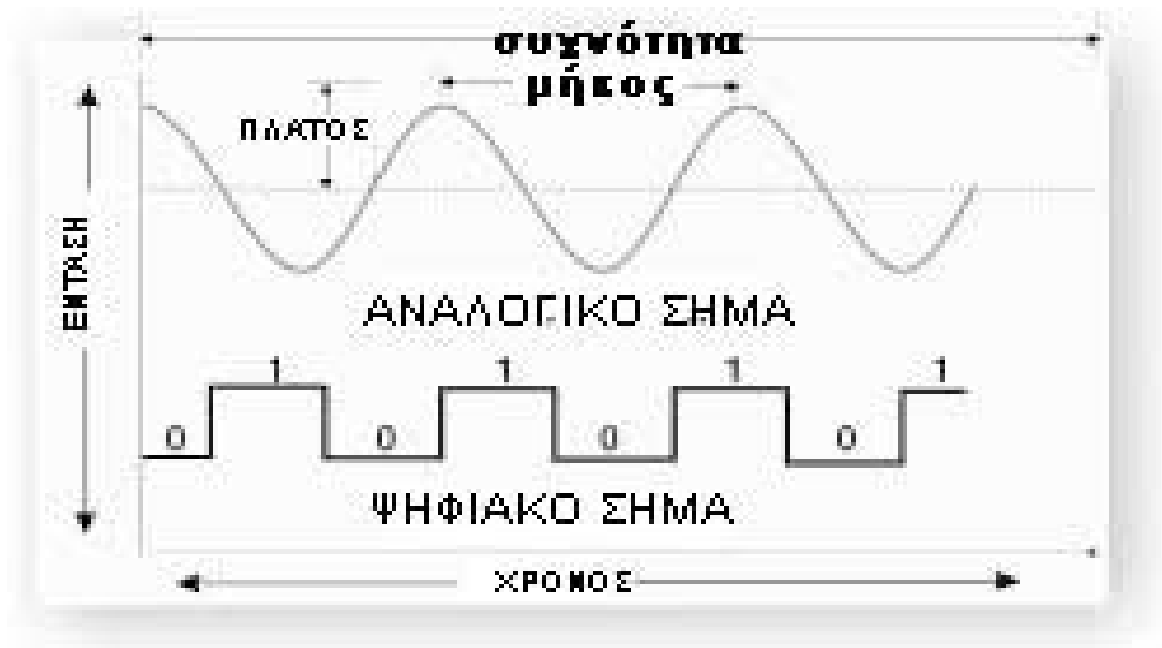 συχνότητα
μήκος
ΠΛΑΤΟΣ
ΕΝΤΑΣΗ
ΑΝΑΛΟΓΙΚΟ ΣΗΜΑ
1 1 1 1
0 0 0 0
ΨΗΦΙΑΚΟ ΣΗΜΑ
ΧΡΟΝΟΣ